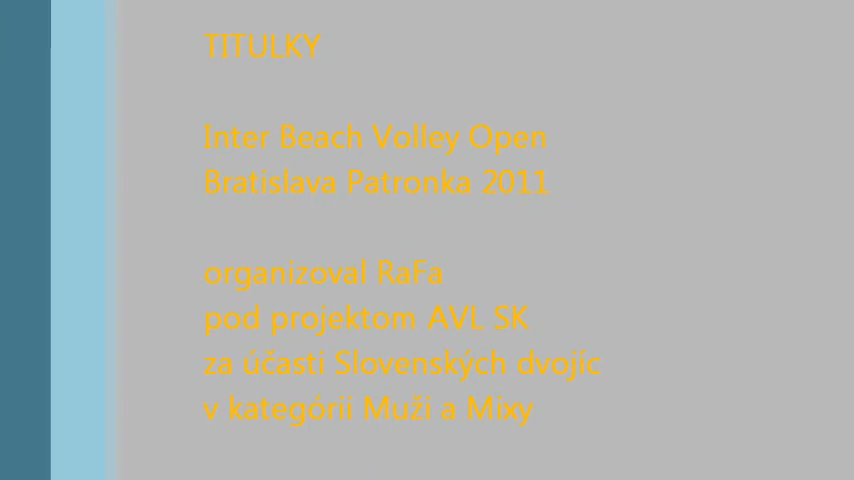 TITULKY
Inter Beach Volley Open
Bratislava Patronka 2011
organizoval RaFa
pod projektom AVL SK
za účasti Slovenských dvojíc
v kategórii Muži a Mixy